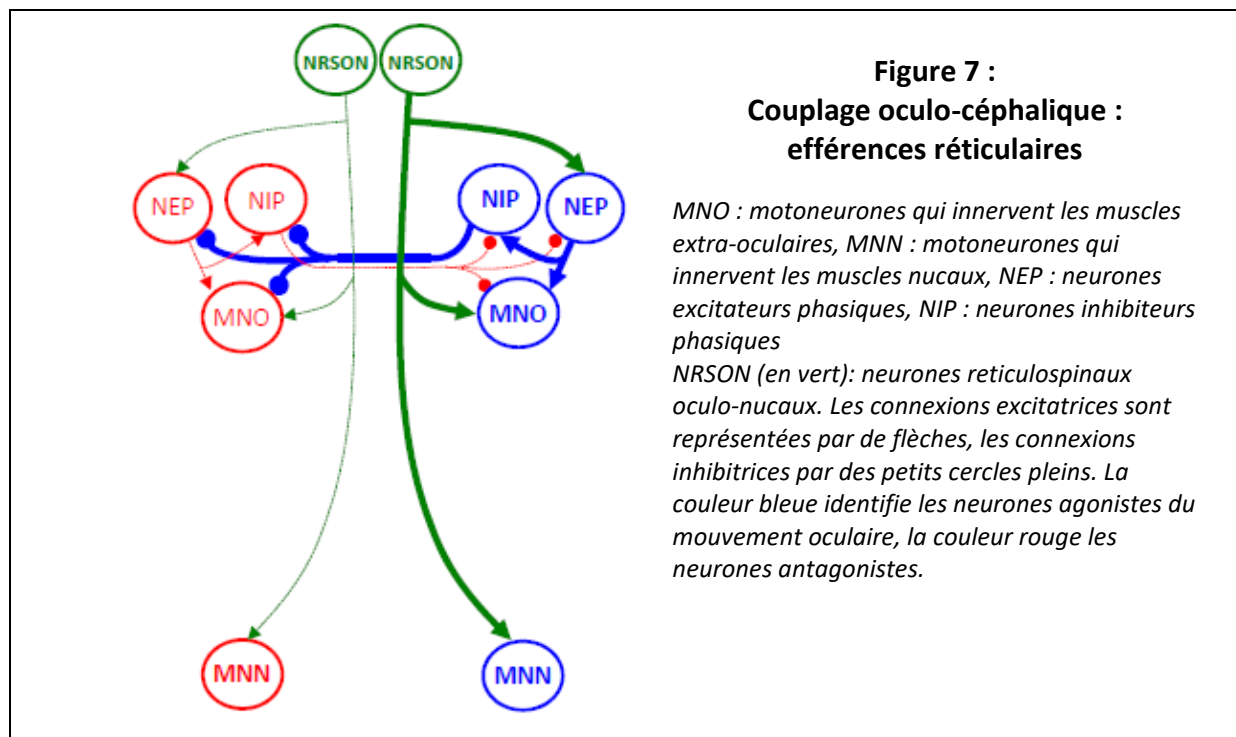 NRSON NRSON
NEP NIP NIP NEP
MNO MNO
MNN MNN
Figure 7 :
Couplage oculo-céphalique :
efférences réticulaires
MNO : motoneurones qui innervent les muscles
extra-oculaires, MNN : motoneurones qui
innervent les muscles nucaux, NEP : neurones
excitateurs phasiques, NIP : neurones inhibiteurs
phasiques
NRSON (en vert): neurones reticulospinaux
oculo-nucaux. Les connexions excitatrices sont
représentées par de flèches, les connexions
inhibitrices par des petits cercles pleins. La
couleur bleue identifie les neurones agonistes du
mouvement oculaire, la couleur rouge les
neurones antagonistes.